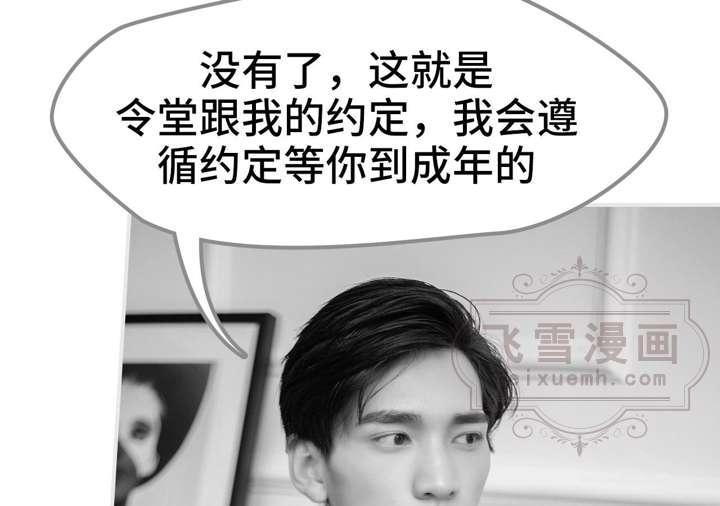 没有了，这就是
令堂跟我的约定，我会遵
循约定等你到成年的
飞雪漫画
sixuemh.com